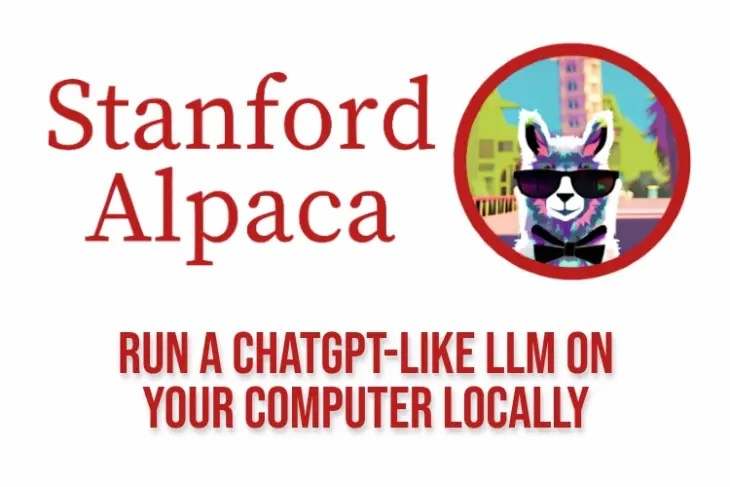 Stanford
Alpaca
RUN A CHATGPT-LIKE LLM ON
YOUR COMPUTER LOCALLY